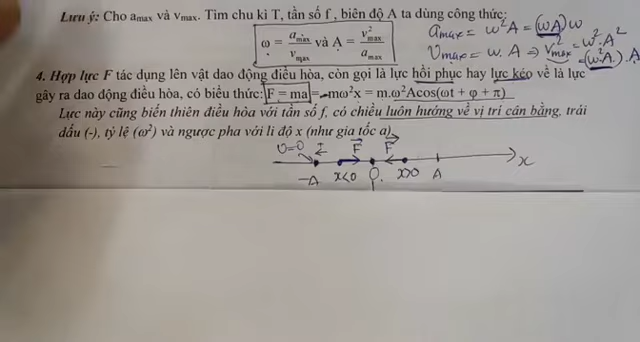 Lưu ý: Cho amax và vmax. Tìm chu kì T, tần số f , biên độ A ta dùng công thức:
amax = ω²A = (ωA)ω
ω = amax/vmax và A = v²max/amax
Vmax = ω.A ⇒ V²max = ω².A²
= (ω².A).A
4. Hợp lực F tác dụng lên vật dao động điều hòa, còn gọi là lực hồi phục hay lực kéo về là lực
gây ra dao động điều hòa, có biểu thức: F = ma = -mω²x = m.ω²Acos(ωt + φ + π)
Lực này cũng biến thiên điều hòa với tần số f, có chiều luôn hướng về vị trí cân bằng, trái
dấu (-), tỷ lệ (ω²) và ngược pha với li độ x (như gia tốc a).
v=0 F F
-A x<0 O x>0 A x